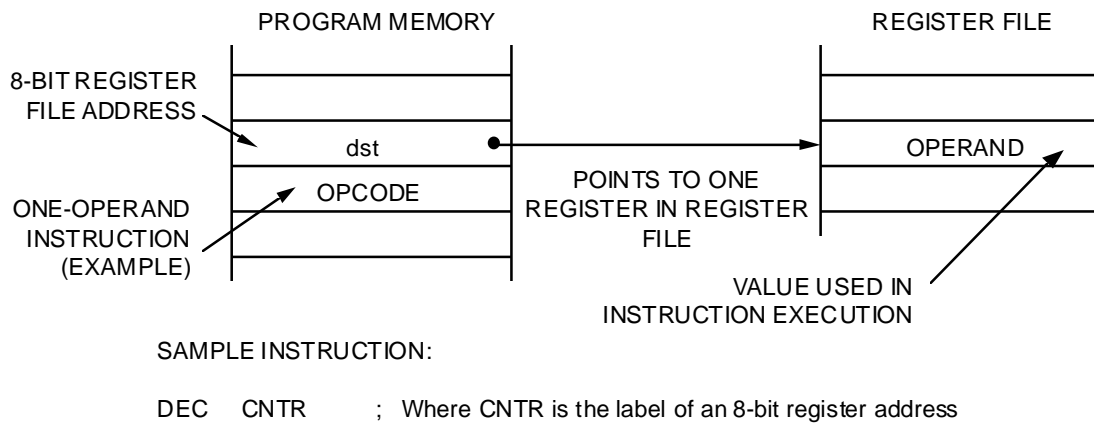 PROGRAM MEMORY
REGISTER FILE
8-BIT REGISTER
FILE ADDRESS
dst
OPERAND
OPCODE
POINTS TO ONE
REGISTER IN REGISTER
FILE
ONE-OPERAND
INSTRUCTION
(EXAMPLE)
VALUE USED IN
INSTRUCTION EXECUTION
SAMPLE INSTRUCTION:
DEC CNTR ; Where CNTR is the label of an 8-bit register address